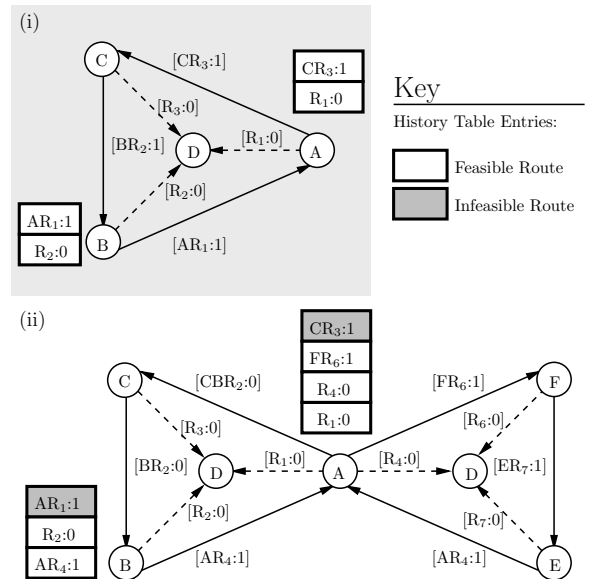 (i)
C
[CR₃:1]
CR₃:1
R₁:0
[R₃:0]
[BR₂:1]
D
[R₁:0]
A
[R₂:0]
AR₁:1
R₂:0
B
[AR₁:1]
Key
History Table Entries:
Feasible Route
Infeasible Route
(ii)
CR₃:1
FR₆:1
R₄:0
R₁:0
C
[CBR₂:0]
[FR₆:1]
F
[R₃:0]
[R₆:0]
[BR₂:0]
D
[R₁:0]
A
[R₄:0]
D
[ER₇:1]
[R₂:0]
[R₇:0]
AR₁:1
R₂:0
AR₄:1
B
[AR₄:1]
[AR₄:1]
E